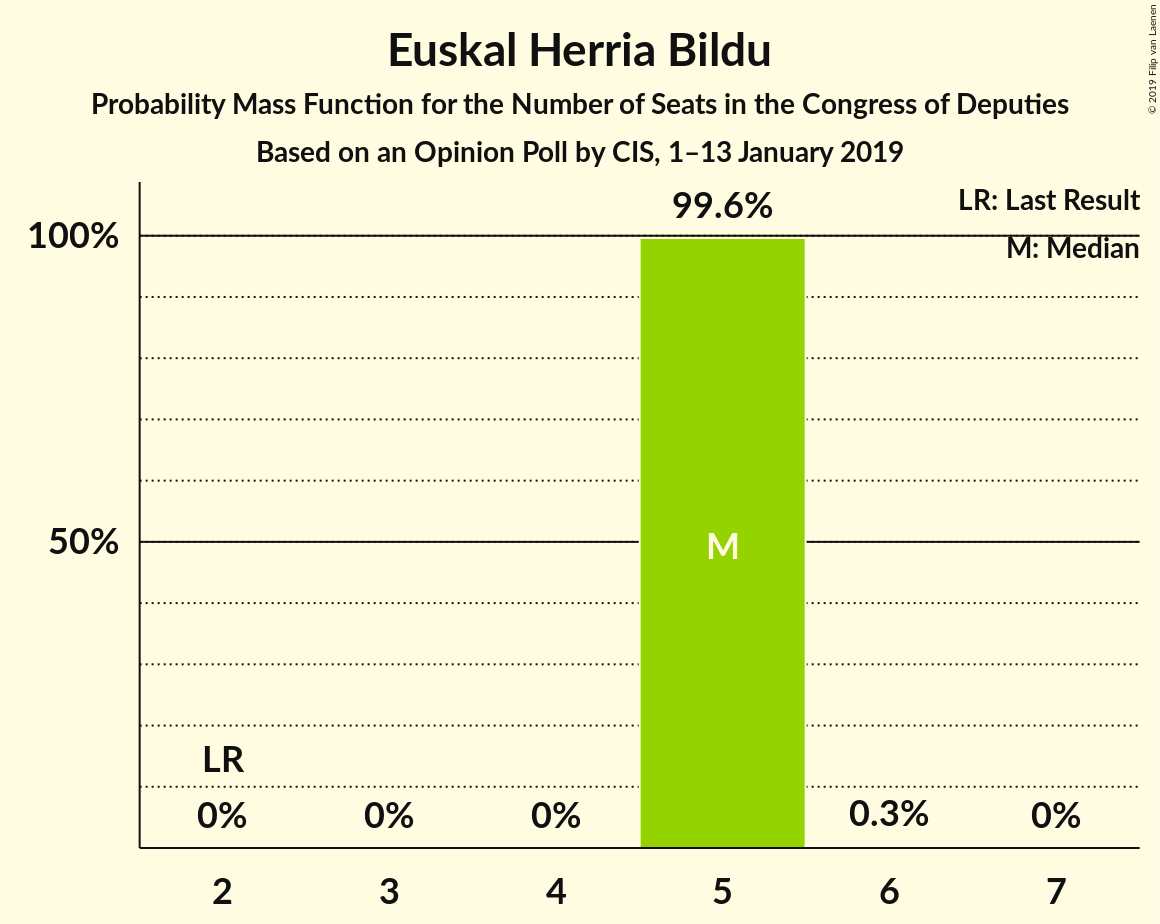 Euskal Herria Bildu
Probability Mass Function for the Number of Seats in the Congress of Deputies
Based on an Opinion Poll by CIS, 1–13 January 2019
© 2019 Filip van Laenen
LR: Last Result
M: Median
99.6%
100%
50%
M
LR
0%
0%
0%
0.3%
0%
2 3 4 5 6 7